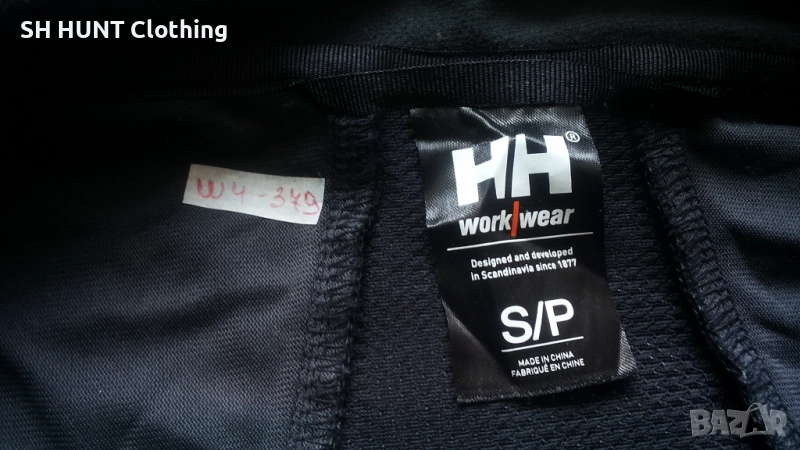 SH HUNT Clothing
W4-379
HH®
work/wear
Designed and developed
in Scandinavia since 1877
S/P
MADE IN CHINA
FABRIQUÉ EN CHINE
BAZAR